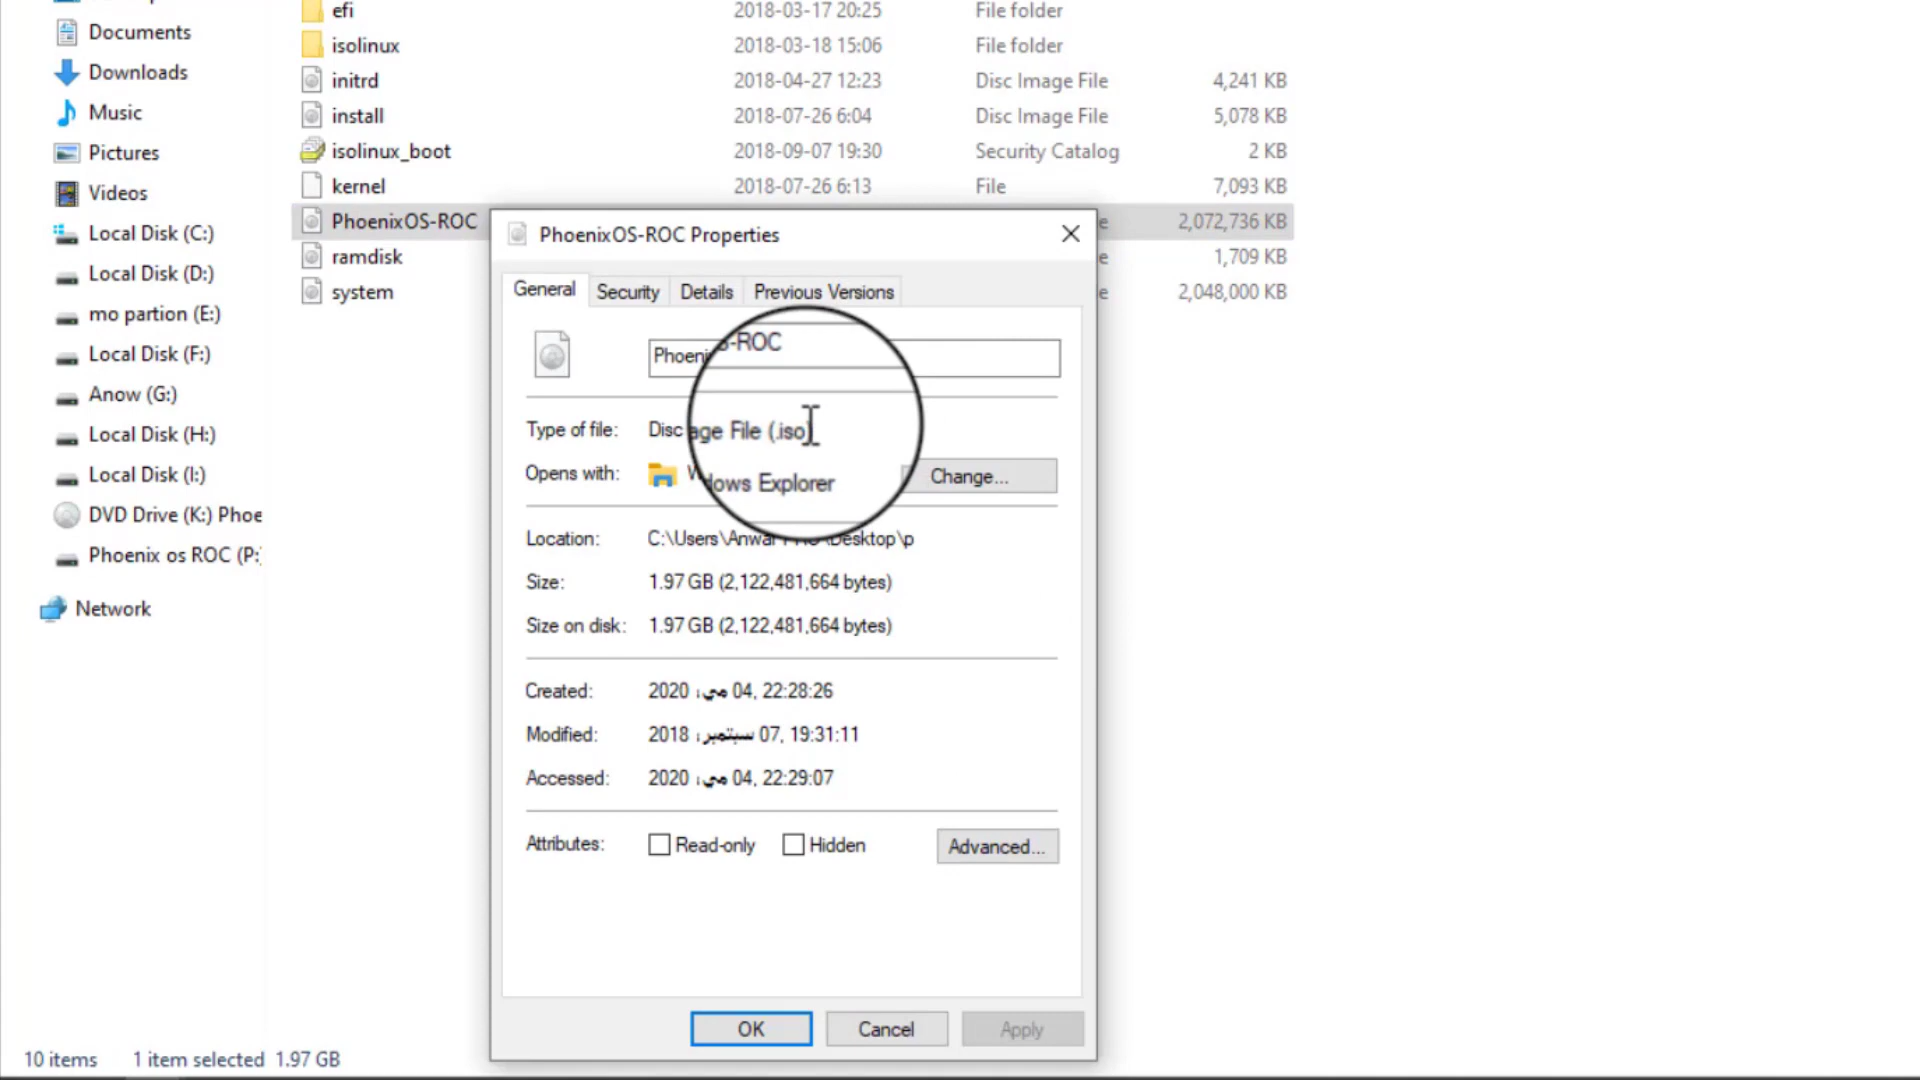 efi 2018-03-17 20:25 File folder
Documents
isolinux 2018-03-18 15:06 File folder
Downloads
initrd 2018-04-27 12:23 Disc Image File 4,241 KB
Music
install 2018-07-26 6:04 Disc Image File 5,078 KB
Pictures
isolinux_boot 2018-09-07 19:30 Security Catalog 2 KB
Videos
kernel 2018-07-26 6:13 File 7,093 KB
Local Disk (C:)
PhoenixOS-ROC e 2,072,736 KB
Local Disk (D:)
ramdisk e 1,709 KB
mo partion (E:)
system e 2,048,000 KB
Local Disk (F:)
Anow (G:)
Local Disk (H:)
Local Disk (I:)
DVD Drive (K:) Phoe
Phoenix os ROC (P:)
Network
PhoenixOS-ROC Properties
General Security Details Previous Versions
Phoeni S-ROC
Type of file: Disc age File (.iso)
Opens with: W dows Explorer Change...
Location: C:\Users\Anwar PRO\Desktop\p
Size: 1.97 GB (2,122,481,664 bytes)
Size on disk: 1.97 GB (2,122,481,664 bytes)
Created: 2020 ،مي 04, 22:28:26
Modified: 2018 ،سبتمبر 07, 19:31:11
Accessed: 2020 ،مي 04, 22:29:07
Attributes: Read-only Hidden Advanced...
OK Cancel Apply
10 items 1 item selected 1.97 GB